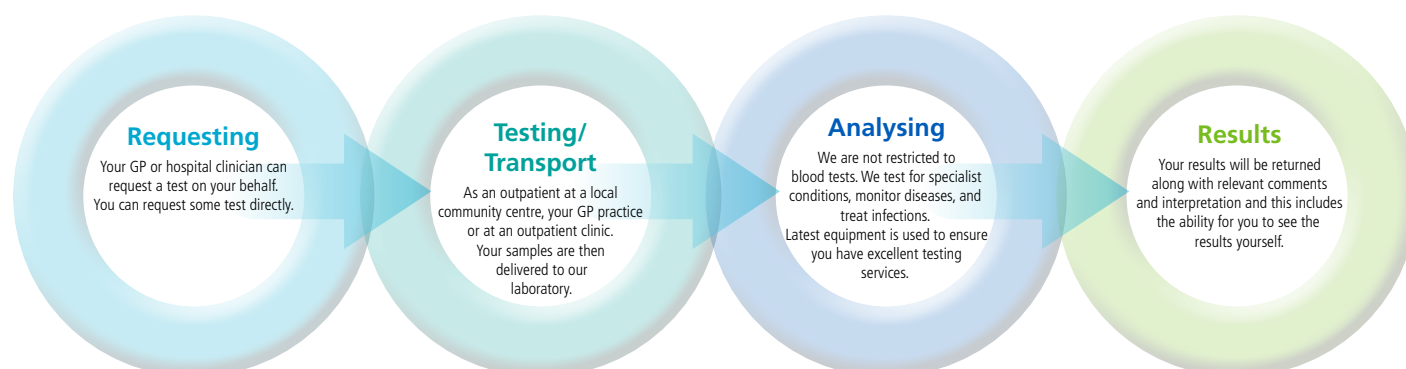 Requesting
Your GP or hospital clinician can
request a test on your behalf.
You can request some test directly.
Testing/
Transport
As an outpatient at a local
community centre, your GP practice
or at an outpatient clinic.
Your samples are then
delivered to our
laboratory.
Analysing
We are not restricted to
blood tests. We test for specialist
conditions, monitor diseases, and
treat infections.
Latest equipment is used to ensure
you have excellent testing
services.
Results
Your results will be returned
along with relevant comments
and interpretation and this includes
the ability for you to see the
results yourself.